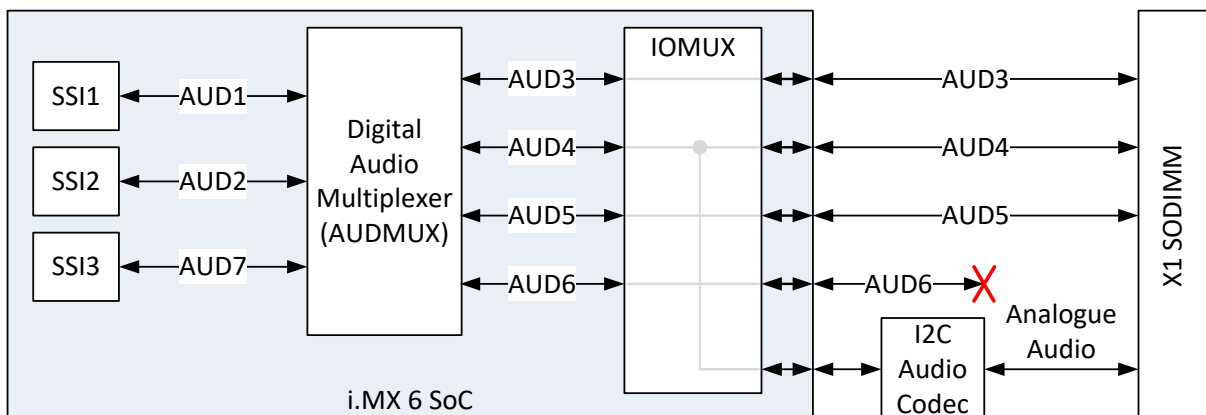 IOMUX
SSI1
AUD1
AUD3
AUD3
SSI2
AUD2
Digital
Audio
Multiplexer
(AUDMUX)
AUD4
AUD4
AUD5
AUD5
SSI3
AUD7
AUD6
AUD6
I2C
Audio
Codec
Analogue
Audio
X1 SODIMM
i.MX 6 SoC